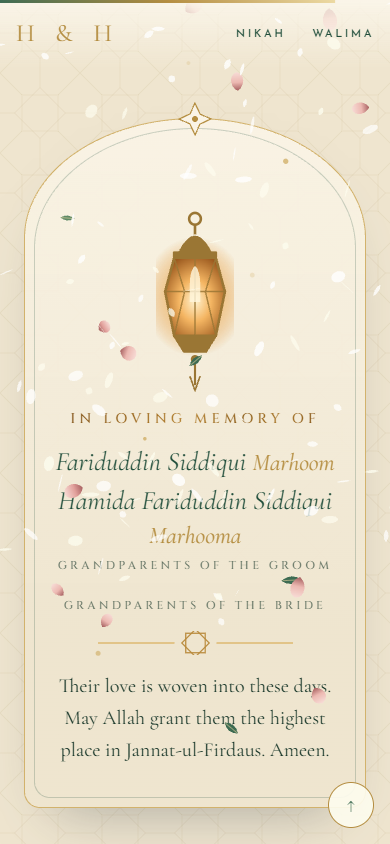 H & H
NIKAH WALIMA
IN LOVING MEMORY OF
Fariduddin Siddiqui Marhoom
Hamida Fariduddin Siddiqui
Marhooma
GRANDPARENTS OF THE GROOM
GRANDPARENTS OF THE BRIDE
Their love is woven into these days.
May Allah grant them the highest
place in Jannat-ul-Firdaus. Ameen.
↑